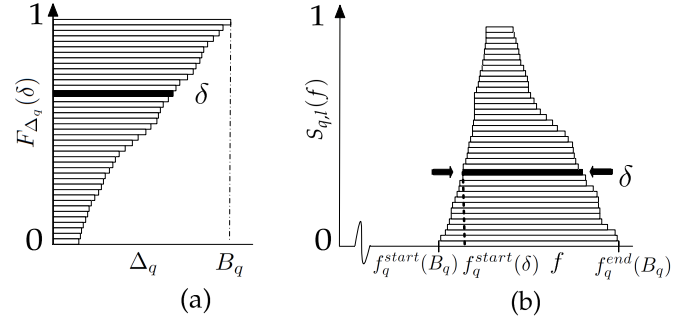 1
F_{Δ_q}(δ)
δ
0
Δ_q
B_q
(a)
1
s_{q,l}(f)
δ
0
f_q^{start}(B_q)
f_q^{start}(δ)
f
f_q^{end}(B_q)
(b)